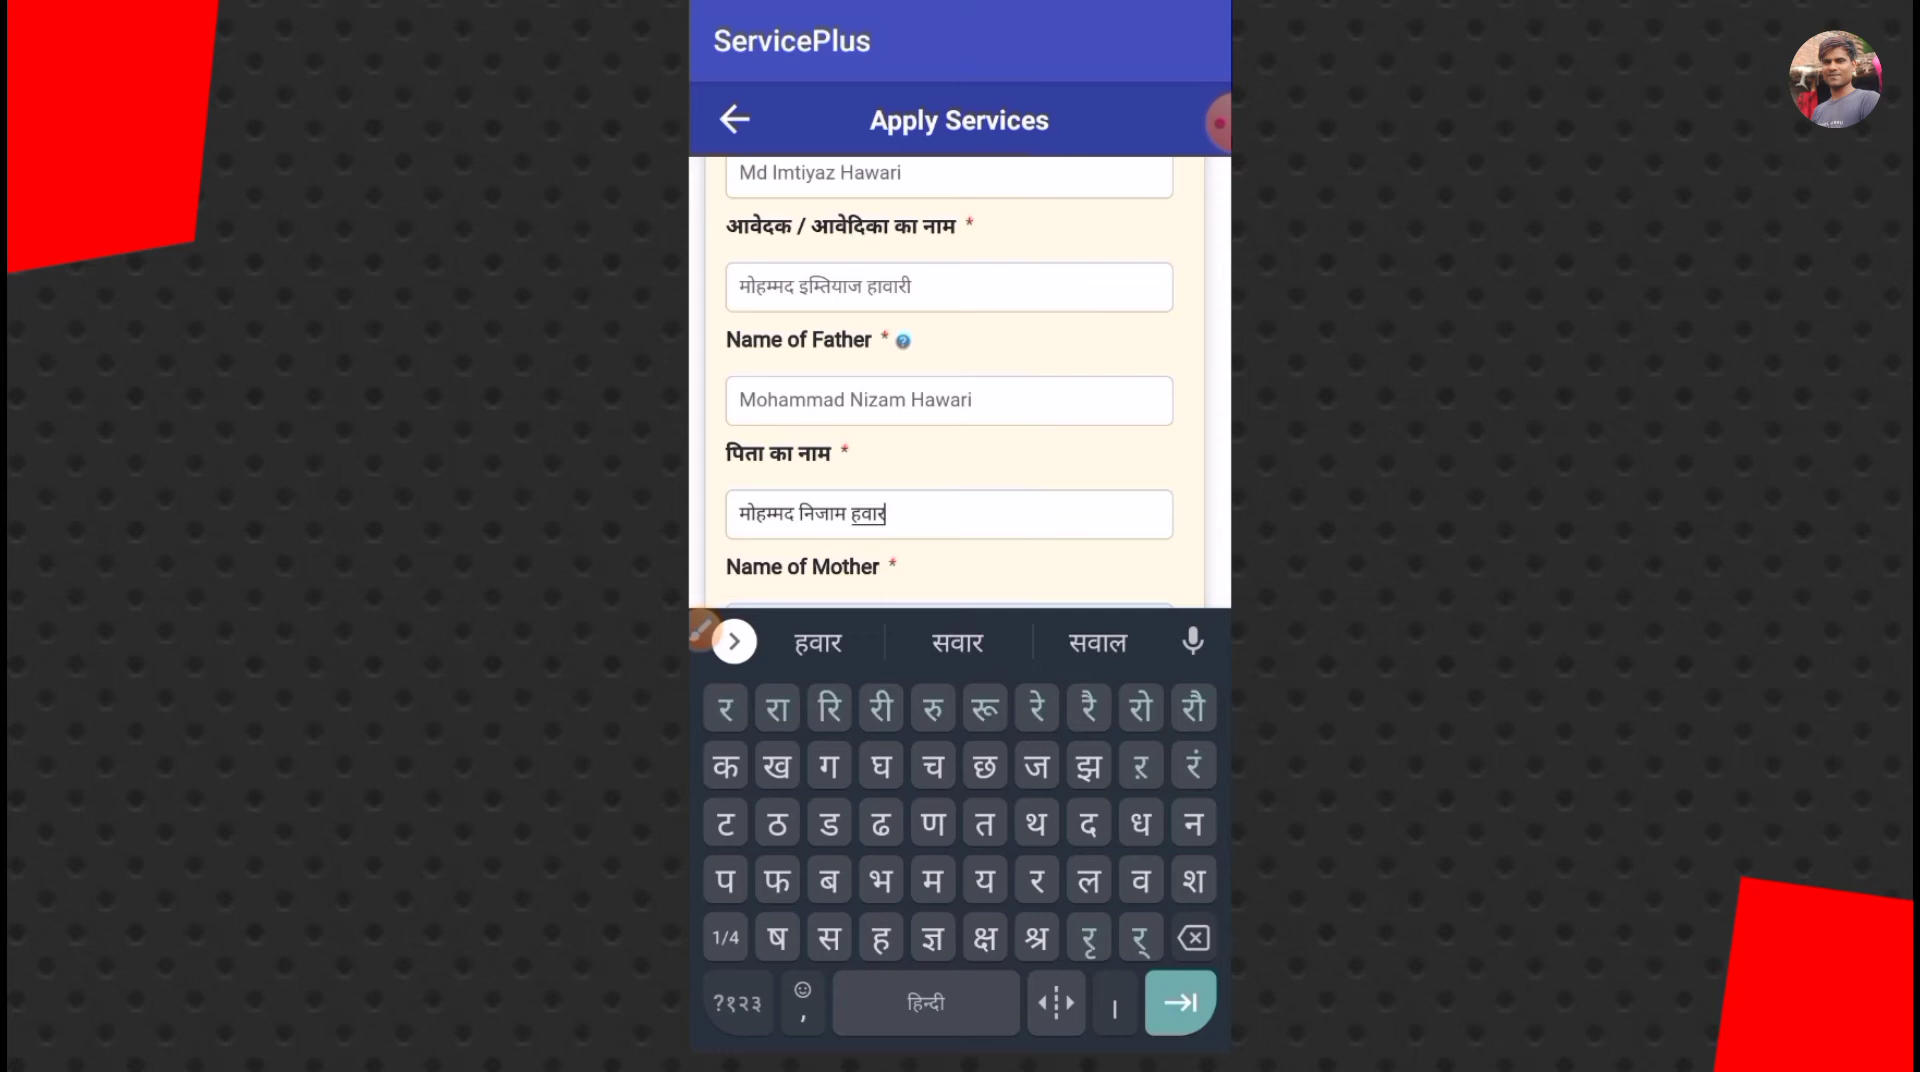 ServicePlus
Apply Services
Md Imtiyaz Hawari
आवेदक / आवेदिका का नाम *
मोहम्मद इम्तियाज हावारी
Name of Father * ?
Mohammad Nizam Hawari
पिता का नाम *
मोहम्मद निजाम हवार
Name of Mother *
हवार सवार सवाल
र रा रि री रु रू रे रै रो रौ
क ख ग घ च छ ज झ ऱ रं
ट ठ ड ढ ण त थ द ध न
प फ ब भ म य र ल व श
1/4 ष स ह ज्ञ क्ष श्र रृ र्
?१२३ , हिन्दी ।